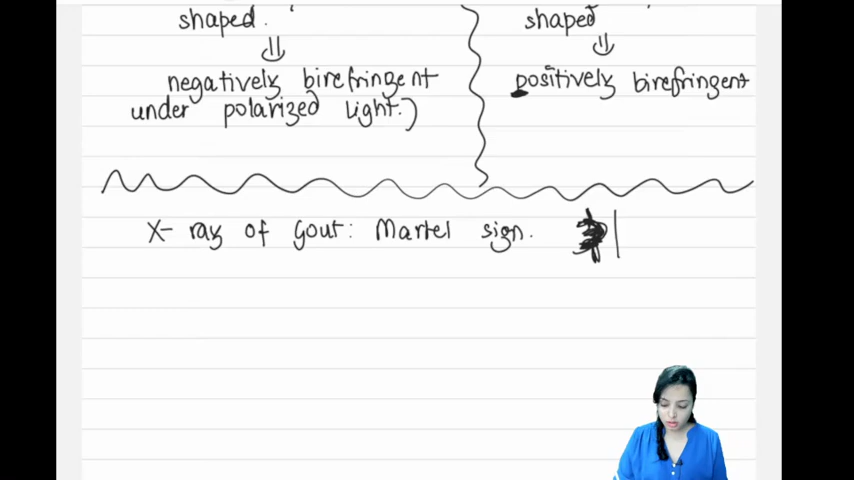 shaped.
shaped
negatively birefringent
under polarized light.)
positively birefringent
X-ray of Gout: Martel sign.